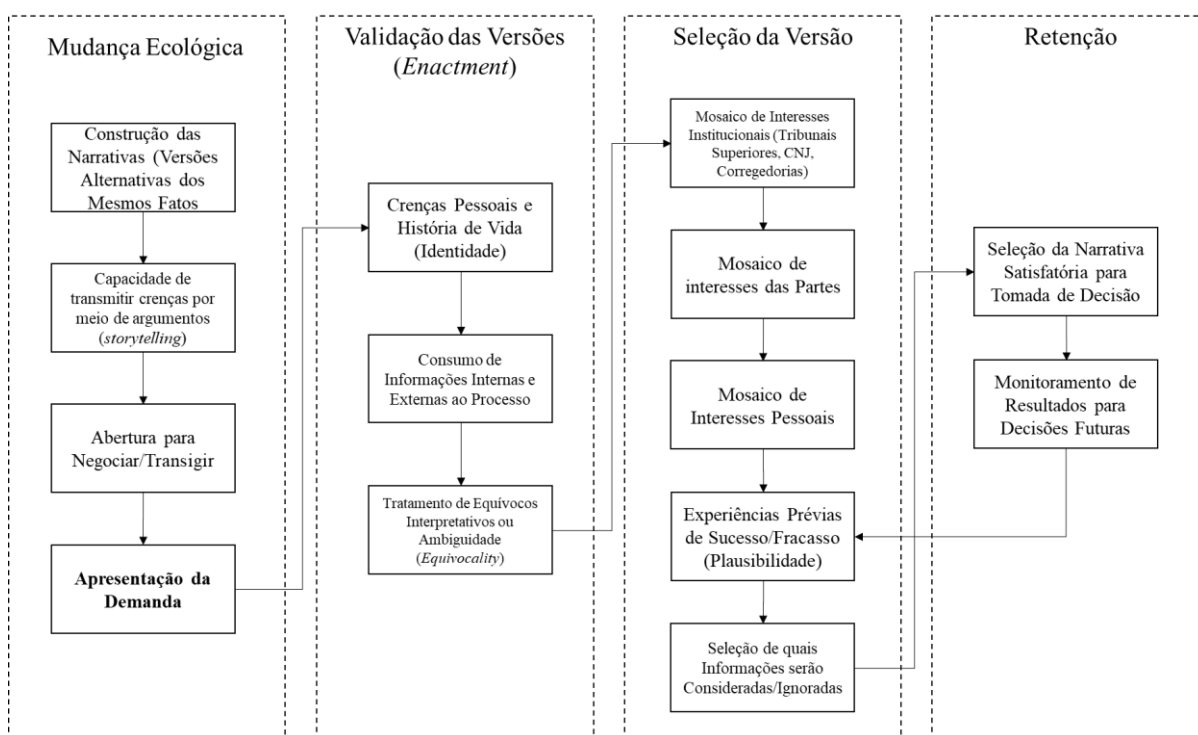 Mudança Ecológica
Construção das
Narrativas (Versões
Alternativas dos
Mesmos Fatos
Capacidade de
transmitir crenças por
meio de argumentos
(storytelling)
Abertura para
Negociar/Transigir
Apresentação da
Demanda
Validação das Versões
(Enactment)
Crenças Pessoais e
História de Vida
(Identidade)
Consumo de
Informações Internas e
Externas ao Processo
Tratamento de Equívocos
Interpretativos ou
Ambiguidade
(Equivocality)
Seleção da Versão
Mosaico de Interesses
Institucionais (Tribunais
Superiores, CNJ,
Corregedorias)
Mosaico de
interesses das Partes
Mosaico de
Interesses Pessoais
Experiências Prévias
de Sucesso/Fracasso
(Plausibilidade)
Seleção de quais
Informações serão
Consideradas/Ignoradas
Retenção
Seleção da Narrativa
Satisfatória para
Tomada de Decisão
Monitoramento de
Resultados para
Decisões Futuras